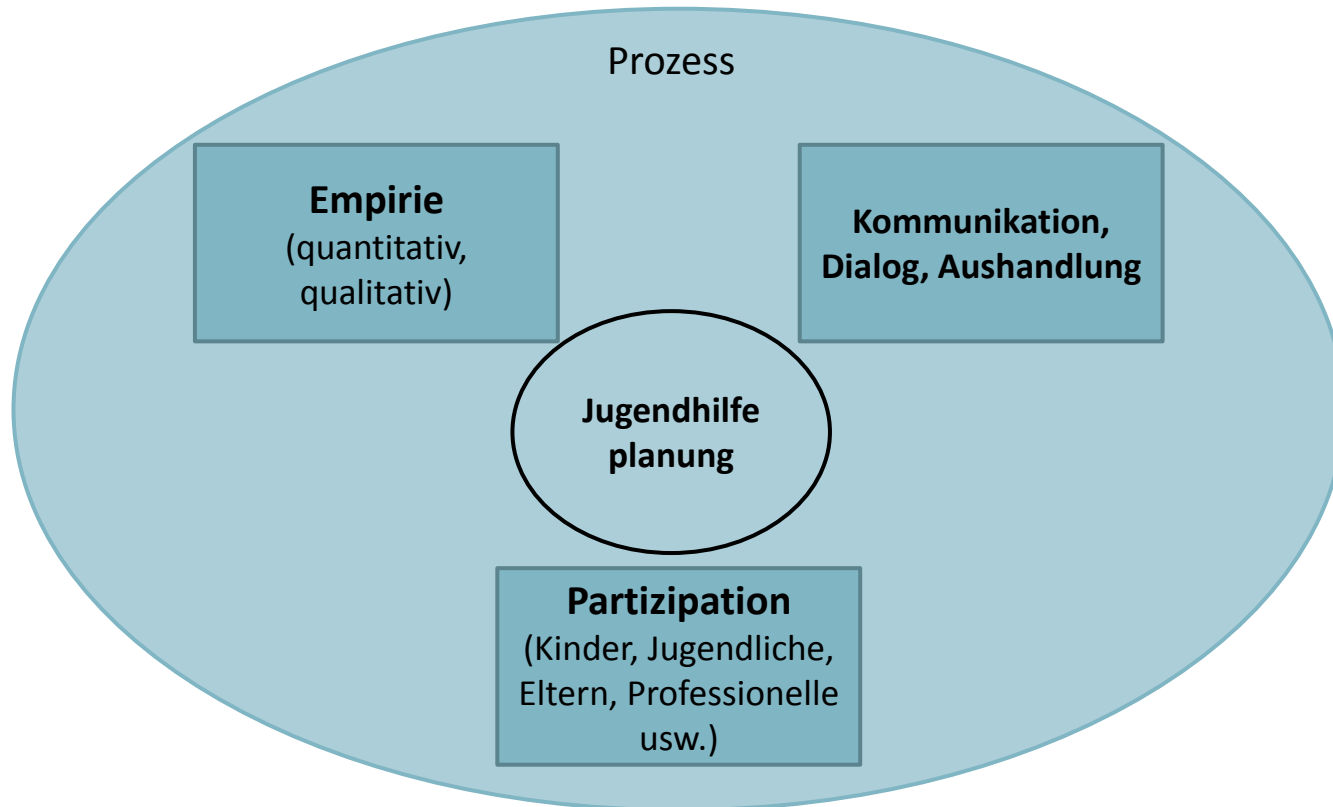 Prozess
Empirie
(quantitativ,
qualitativ)
Kommunikation,
Dialog, Aushandlung
Jugendhilfe
planung
Partizipation
(Kinder, Jugendliche,
Eltern, Professionelle
usw.)